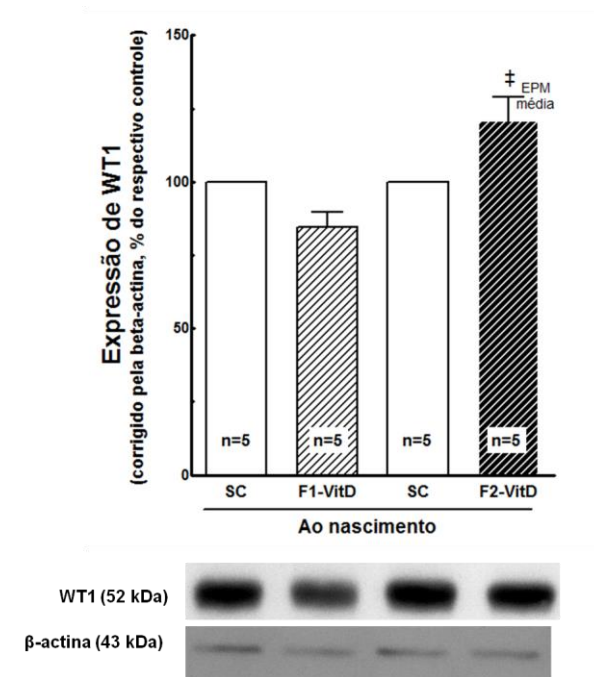 Expressão de WT1
(corrigido pela beta-actina, % do respectivo controle)
150
100
50
0
‡
EPM
média
n=5
n=5
n=5
n=5
SC
F1-VitD
SC
F2-VitD
Ao nascimento
WT1 (52 kDa)
β-actina (43 kDa)